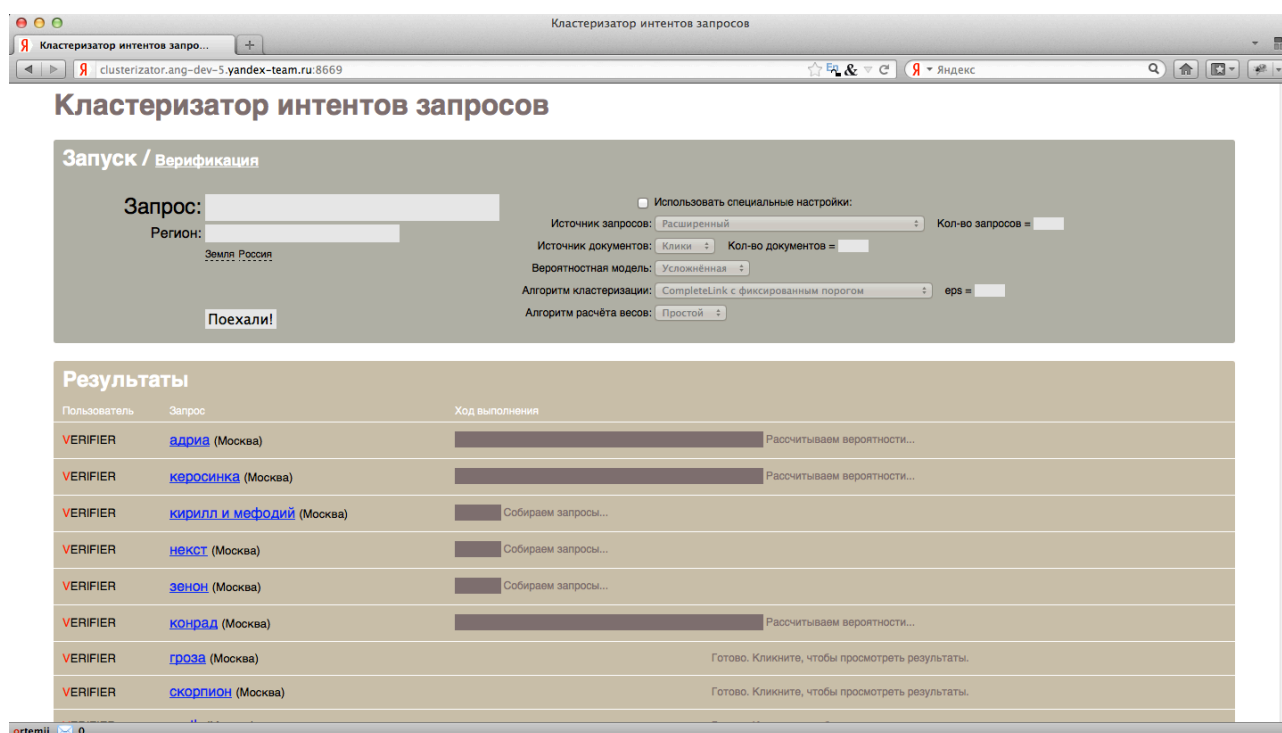 Кластеризатор интентов запросов
Кластеризатор интентов запро...
clusterizator.ang-dev-5.yandex-team.ru:8669
Яндекс
Кластеризатор интентов запросов
Запуск / Верификация
Запрос:
Регион:
Земля Россия
Поехали!
Использовать специальные настройки:
Источник запросов: Расширенный Кол-во запросов =
Источник документов: Клики Кол-во документов =
Вероятностная модель: Усложнённая
Алгоритм кластеризации: CompleteLink с фиксированным порогом eps =
Алгоритм расчёта весов: Простой
Результаты
Пользователь Запрос Ход выполнения
VERIFIER адриа (Москва) Рассчитываем вероятности...
VERIFIER керосинка (Москва) Рассчитываем вероятности...
VERIFIER кирилл и мефодий (Москва) Собираем запросы...
VERIFIER некст (Москва) Собираем запросы...
VERIFIER зенон (Москва) Собираем запросы...
VERIFIER конрад (Москва) Рассчитываем вероятности...
VERIFIER гроза (Москва) Готово. Кликните, чтобы просмотреть результаты.
VERIFIER скорпион (Москва) Готово. Кликните, чтобы просмотреть результаты.
artemii 0